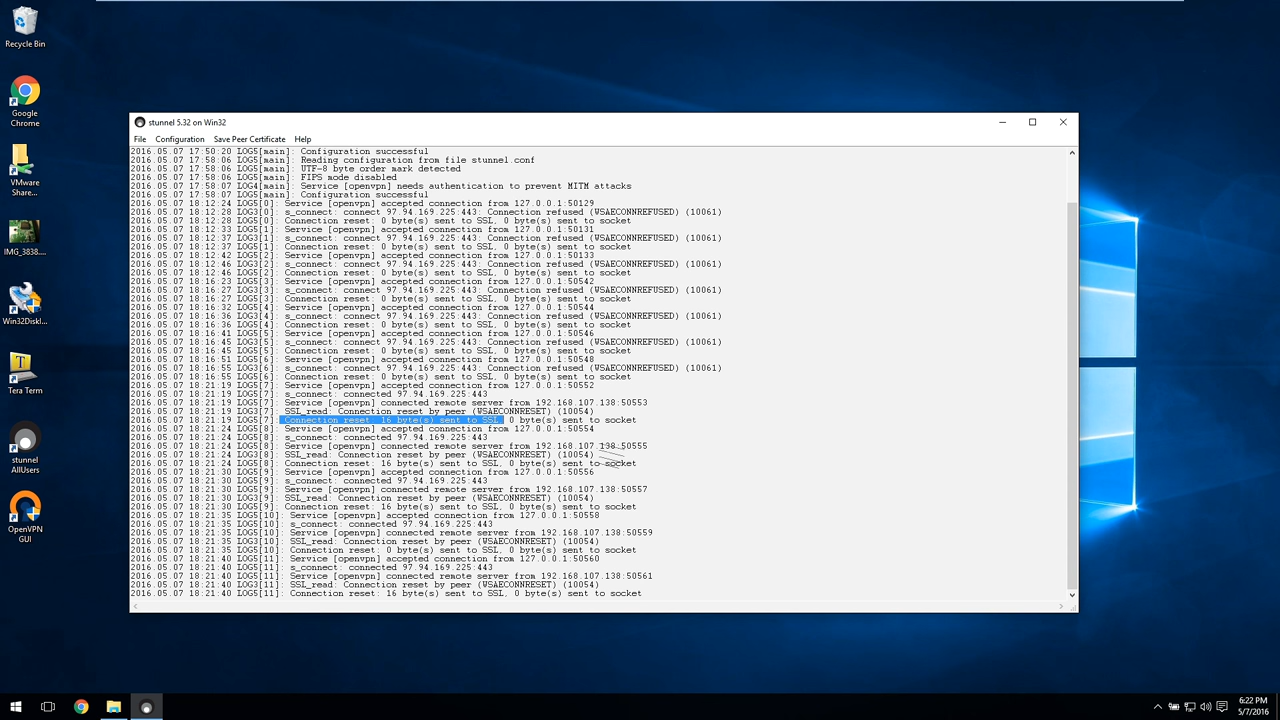 Recycle Bin
Google
Chrome
VMware
Share...
IMG_3838....
Win32Diskl...
Tera Term
stunnel
AllUsers
OpenVPN
GUI
stunnel 5.32 on Win32
File Configuration Save Peer Certificate Help
2016.05.07 17:50:20 LOG5[main]: Configuration successful
2016.05.07 17:58:06 LOG5[main]: Reading configuration from file stunnel.conf
2016.05.07 17:58:06 LOG5[main]: UTF-8 byte order mark detected
2016.05.07 17:58:06 LOG5[main]: FIPS mode disabled
2016.05.07 17:58:07 LOG4[main]: Service [openvpn] needs authentication to prevent MITM attacks
2016.05.07 17:58:07 LOG5[main]: Configuration successful
2016.05.07 18:12:24 LOG5[0]: Service [openvpn] accepted connection from 127.0.0.1:50129
2016.05.07 18:12:28 LOG3[0]: s_connect: connect 97.94.169.225:443: Connection refused (WSAECONNREFUSED) (10061)
2016.05.07 18:12:28 LOG5[0]: Connection reset: 0 byte(s) sent to SSL, 0 byte(s) sent to socket
2016.05.07 18:12:33 LOG5[1]: Service [openvpn] accepted connection from 127.0.0.1:50131
2016.05.07 18:12:37 LOG3[1]: s_connect: connect 97.94.169.225:443: Connection refused (WSAECONNREFUSED) (10061)
2016.05.07 18:12:37 LOG5[1]: Connection reset: 0 byte(s) sent to SSL, 0 byte(s) sent to socket
2016.05.07 18:12:42 LOG5[2]: Service [openvpn] accepted connection from 127.0.0.1:50133
2016.05.07 18:12:46 LOG3[2]: s_connect: connect 97.94.169.225:443: Connection refused (WSAECONNREFUSED) (10061)
2016.05.07 18:12:46 LOG5[2]: Connection reset: 0 byte(s) sent to SSL, 0 byte(s) sent to socket
2016.05.07 18:16:23 LOG5[3]: Service [openvpn] accepted connection from 127.0.0.1:50542
2016.05.07 18:16:27 LOG3[3]: s_connect: connect 97.94.169.225:443: Connection refused (WSAECONNREFUSED) (10061)
2016.05.07 18:16:27 LOG5[3]: Connection reset: 0 byte(s) sent to SSL, 0 byte(s) sent to socket
2016.05.07 18:16:32 LOG5[4]: Service [openvpn] accepted connection from 127.0.0.1:50544
2016.05.07 18:16:36 LOG3[4]: s_connect: connect 97.94.169.225:443: Connection refused (WSAECONNREFUSED) (10061)
2016.05.07 18:16:36 LOG5[4]: Connection reset: 0 byte(s) sent to SSL, 0 byte(s) sent to socket
2016.05.07 18:16:41 LOG5[5]: Service [openvpn] accepted connection from 127.0.0.1:50546
2016.05.07 18:16:45 LOG3[5]: s_connect: connect 97.94.169.225:443: Connection refused (WSAECONNREFUSED) (10061)
2016.05.07 18:16:45 LOG5[5]: Connection reset: 0 byte(s) sent to SSL, 0 byte(s) sent to socket
2016.05.07 18:16:51 LOG5[6]: Service [openvpn] accepted connection from 127.0.0.1:50548
2016.05.07 18:16:55 LOG3[6]: s_connect: connect 97.94.169.225:443: Connection refused (WSAECONNREFUSED) (10061)
2016.05.07 18:16:55 LOG5[6]: Connection reset: 0 byte(s) sent to SSL, 0 byte(s) sent to socket
2016.05.07 18:21:19 LOG5[7]: Service [openvpn] accepted connection from 127.0.0.1:50552
2016.05.07 18:21:19 LOG5[7]: s_connect: connected 97.94.169.225:443
2016.05.07 18:21:19 LOG5[7]: Service [openvpn] connected remote server from 192.168.107.138:50553
2016.05.07 18:21:19 LOG3[7]: SSL_read: Connection reset by peer (WSAECONNRESET) (10054)
2016.05.07 18:21:19 LOG5[7]: Connection reset: 16 byte(s) sent to SSL, 0 byte(s) sent to socket
2016.05.07 18:21:24 LOG5[8]: Service [openvpn] accepted connection from 127.0.0.1:50554
2016.05.07 18:21:24 LOG5[8]: s_connect: connected 97.94.169.225:443
2016.05.07 18:21:24 LOG5[8]: Service [openvpn] connected remote server from 192.168.107.138:50555
2016.05.07 18:21:24 LOG3[8]: SSL_read: Connection reset by peer (WSAECONNRESET) (10054)
2016.05.07 18:21:24 LOG5[8]: Connection reset: 16 byte(s) sent to SSL, 0 byte(s) sent to socket
2016.05.07 18:21:30 LOG5[9]: Service [openvpn] accepted connection from 127.0.0.1:50556
2016.05.07 18:21:30 LOG5[9]: s_connect: connected 97.94.169.225:443
2016.05.07 18:21:30 LOG5[9]: Service [openvpn] connected remote server from 192.168.107.138:50557
2016.05.07 18:21:30 LOG3[9]: SSL_read: Connection reset by peer (WSAECONNRESET) (10054)
2016.05.07 18:21:30 LOG5[9]: Connection reset: 16 byte(s) sent to SSL, 0 byte(s) sent to socket
2016.05.07 18:21:35 LOG5[10]: Service [openvpn] accepted connection from 127.0.0.1:50558
2016.05.07 18:21:35 LOG5[10]: s_connect: connected 97.94.169.225:443
2016.05.07 18:21:35 LOG5[10]: Service [openvpn] connected remote server from 192.168.107.138:50559
2016.05.07 18:21:35 LOG3[10]: SSL_read: Connection reset by peer (WSAECONNRESET) (10054)
2016.05.07 18:21:35 LOG5[10]: Connection reset: 0 byte(s) sent to SSL, 0 byte(s) sent to socket
2016.05.07 18:21:40 LOG5[11]: Service [openvpn] accepted connection from 127.0.0.1:50560
2016.05.07 18:21:40 LOG5[11]: s_connect: connected 97.94.169.225:443
2016.05.07 18:21:40 LOG5[11]: Service [openvpn] connected remote server from 192.168.107.138:50561
2016.05.07 18:21:40 LOG3[11]: SSL_read: Connection reset by peer (WSAECONNRESET) (10054)
2016.05.07 18:21:40 LOG5[11]: Connection reset: 16 byte(s) sent to SSL, 0 byte(s) sent to socket
6:22 PM
5/7/2016